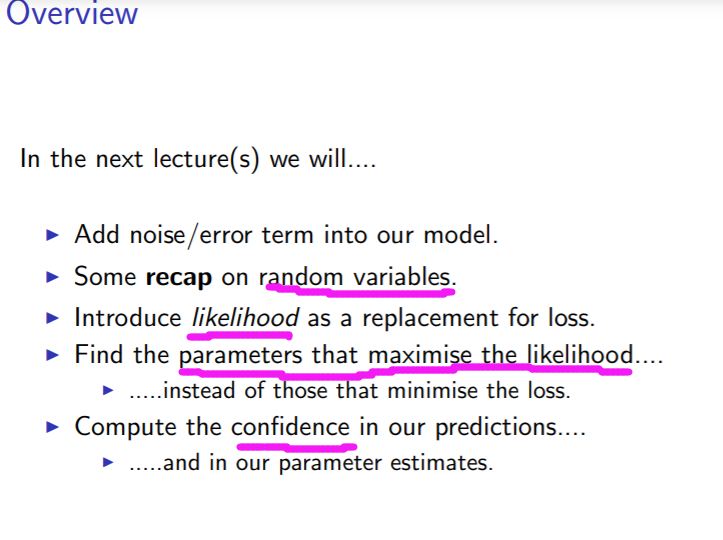 Overview
In the next lecture(s) we will....
▶ Add noise/error term into our model.
▶ Some recap on random variables.
▶ Introduce likelihood as a replacement for loss.
▶ Find the parameters that maximise the likelihood....
▶ .....instead of those that minimise the loss.
▶ Compute the confidence in our predictions....
▶ .....and in our parameter estimates.